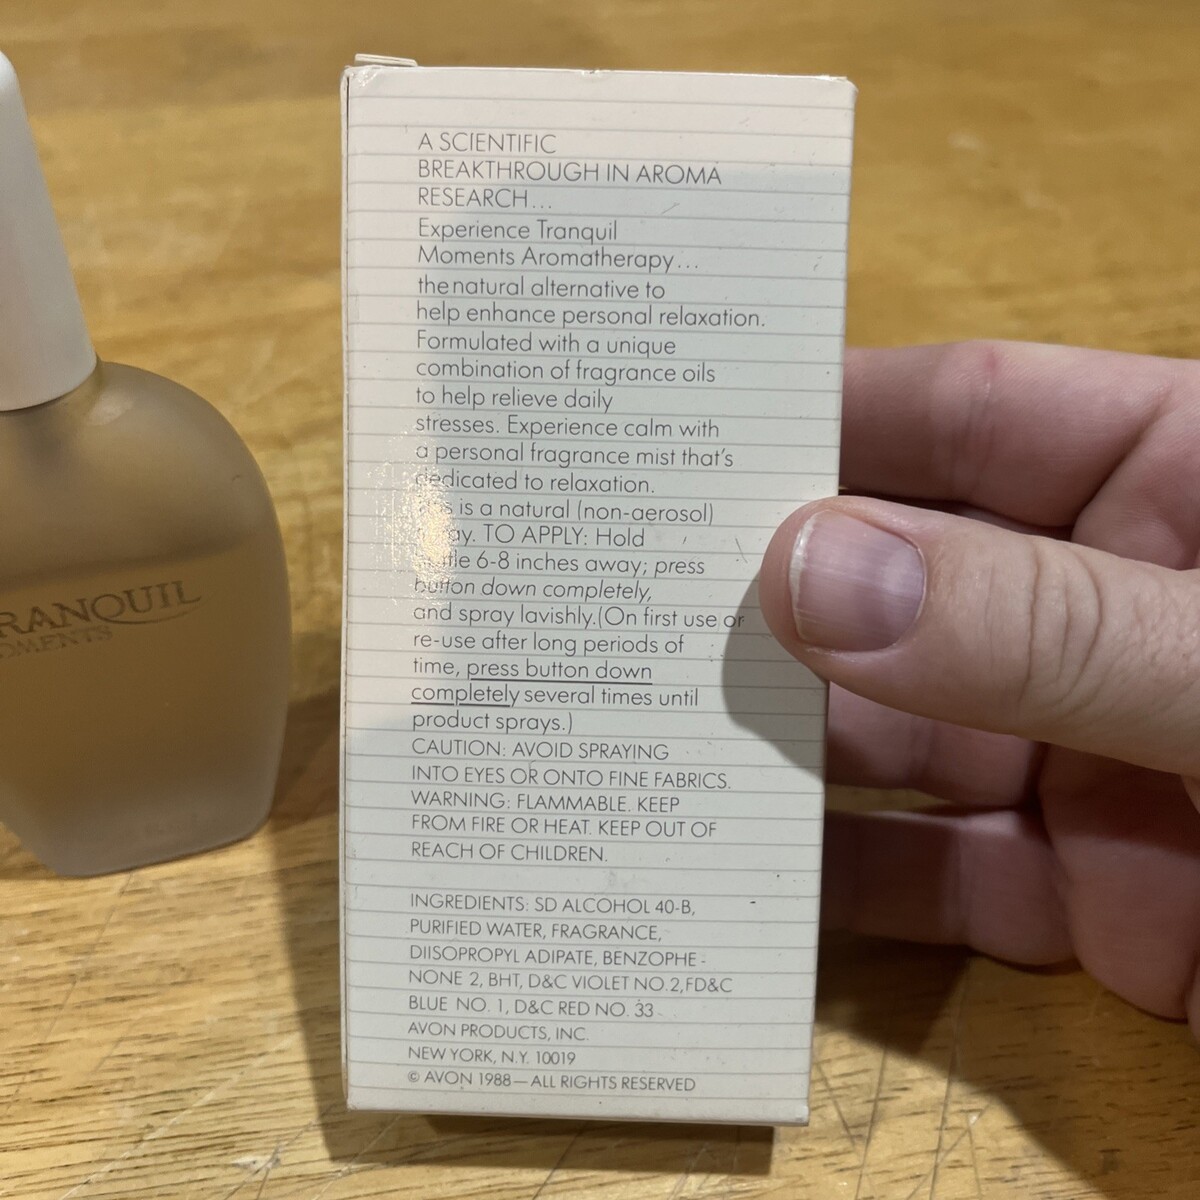 A SCIENTIFIC
BREAKTHROUGH IN AROMA
RESEARCH...
Experience Tranquil
Moments Aromatherapy...
the natural alternative to
help enhance personal relaxation.
Formulated with a unique
combination of fragrance oils
to help relieve daily
stresses. Experience calm with
a personal fragrance mist that's
dedicated to relaxation.
is a natural (non-aerosol)
TO APPLY: Hold
6-8 inches away; press
button down completely,
and spray lavishly. (On first use or
re-use after long periods of
time, press button down
completely several times until
product sprays.)
CAUTION: AVOID SPRAYING
INTO EYES OR ONTO FINE FABRICS.
WARNING: FLAMMABLE. KEEP
FROM FIRE OR HEAT. KEEP OUT OF
REACH OF CHILDREN.
INGREDIENTS: SD ALCOHOL 40-B,
PURIFIED WATER, FRAGRANCE,
DIISOPROPYL ADIPATE, BENZOPHE-
NONE 2, BHT, D&C VIOLET NO.2, FD&C
BLUE NO. 1, D&C RED NO. 33
AVON PRODUCTS, INC.
NEW YORK, N.Y. 10019
© AVON 1988—ALL RIGHTS RESERVED
RANQUIL
OMENTS